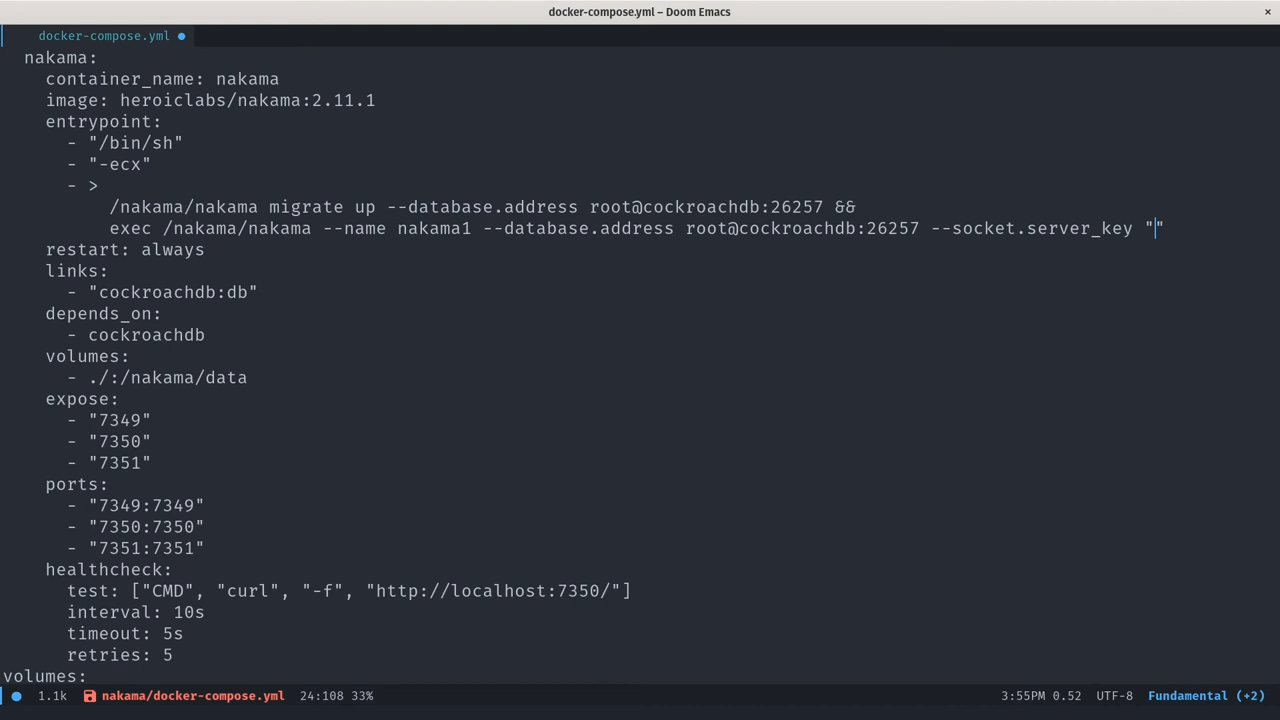 docker-compose.yml – Doom Emacs
×
docker-compose.yml
nakama:
container_name: nakama
image: heroiclabs/nakama:2.11.1
entrypoint:
- "/bin/sh"
- "-ecx"
- >
/nakama/nakama migrate up --database.address root@cockroachdb:26257 &&
exec /nakama/nakama --name nakama1 --database.address root@cockroachdb:26257 --socket.server_key ""
restart: always
links:
- "cockroachdb:db"
depends_on:
- cockroachdb
volumes:
- ./:/nakama/data
expose:
- "7349"
- "7350"
- "7351"
ports:
- "7349:7349"
- "7350:7350"
- "7351:7351"
healthcheck:
test: ["CMD", "curl", "-f", "http://localhost:7350/"]
interval: 10s
timeout: 5s
retries: 5
volumes:
1.1k nakama/docker-compose.yml 24:108 33% 3:55PM 0.52 UTF-8 Fundamental (+2)